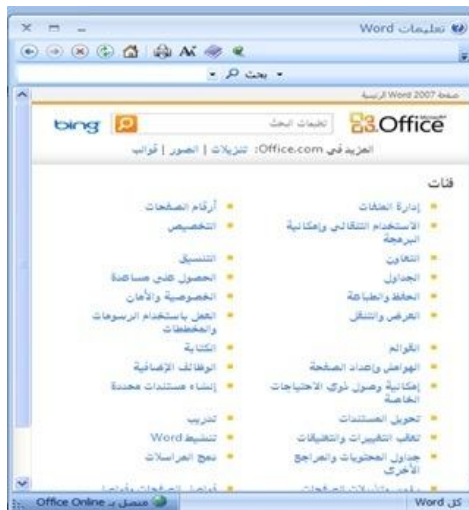 تعليمات Word
بحث
صفحة Word 2007 الرئيسية
Office
تعليمات البحث
bing
المزيد في Office.com: تنزيلات | الصور | قوالب
فئات
إدارة الملفات
أرقام الصفحات
الاستخدام التلقائي وإمكانية البرمجة
التخصيص
التعاون
التنسيق
الجداول
الحصول على مساعدة
الحفظ والطباعة
الخصوصية والأمان
العرض والتنقل
العمل باستخدام الرسومات والمخططات
القوائم
الكتابة
الهوامش وإعداد الصفحة
الوظائف الإضافية
إمكانية وصول ذوي الاحتياجات الخاصة
إنشاء مستندات محددة
تحويل المستندات
تدريب
تعقب التغييرات والتعليقات
تنشيط Word
جداول المحتويات والمراجع الأخرى
دمج المراسلات
كل Word
متصل بـ Office Online